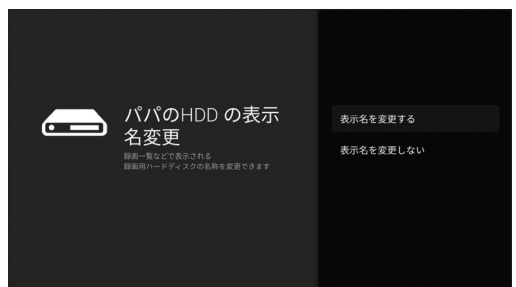 パパのHDD の表示
名変更
録画一覧などで表示される
録画用ハードディスクの名称を変更できます
表示名を変更する
表示名を変更しない